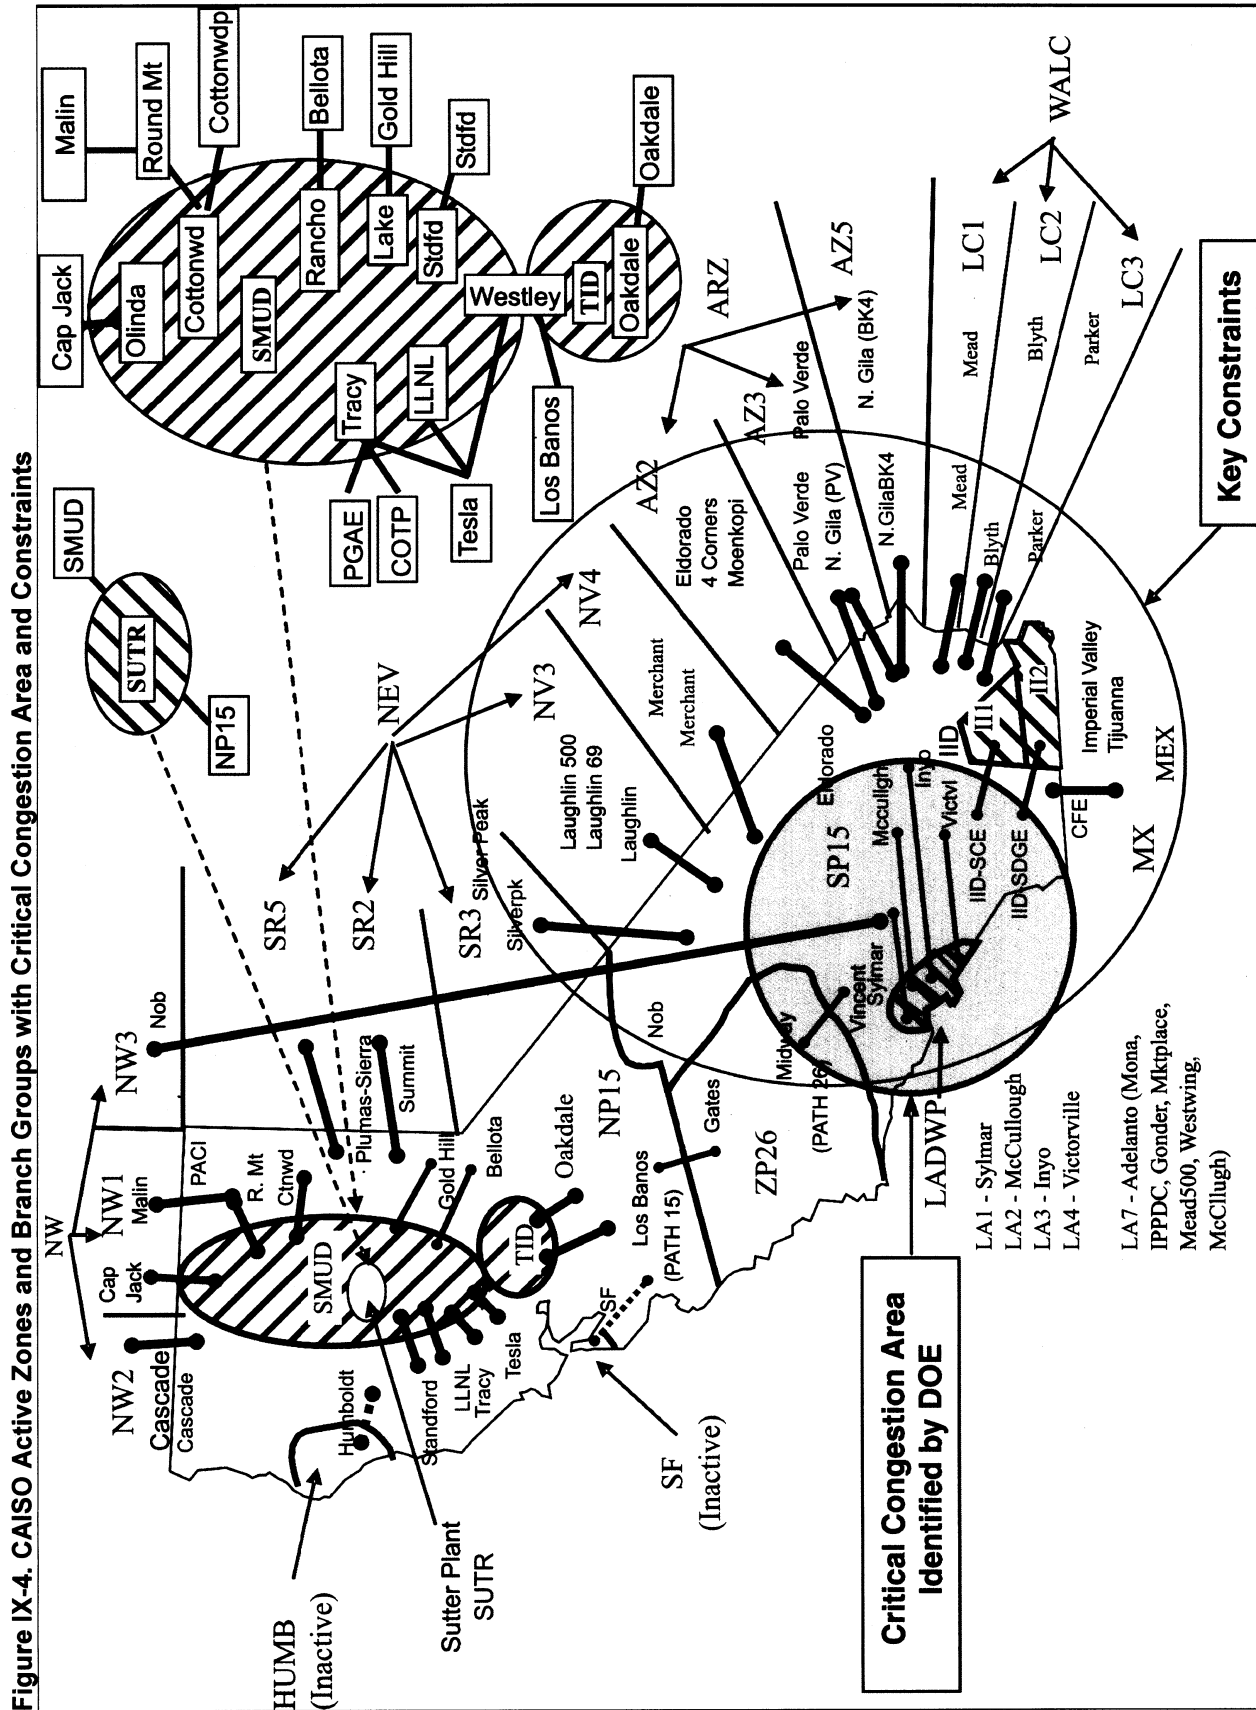 Figure IX-4. CAISO Active Zones and Branch Groups with Critical Congestion Area and Constraints
HUMB
(Inactive)
Sutter Plant
SUTR
SF
(Inactive)
Critical Congestion Area
Identified by DOE
NW
NW2
NW1
NW3
Cascade
Cascade
Cap
Jack
Malin
PACI
Nob
R. Mt
Ctnwd
SMUD
Humboldt
Standford
LLNL
Tracy
Tesla
TID
SF
Plumas-Sierra
Summit
Gold Hill
Bellota
Oakdale
NP15
Los Banos
(PATH 15)
Gates
ZP26
Nob
Midway
(PATH 26)
Vincent
Sylmar
LADWP
LA1 - Sylmar
LA2 - McCullough
LA3 - Inyo
LA4 - Victorville
LA7 - Adelanto (Mona,
IPPDC, Gonder, Mktplace,
Mead500, Westwing,
McCllugh)
SR5
SR2
SR3
NEV
NV3
NV4
Silver Peak
Silverpk
Laughlin 500
Laughlin 69
Laughlin
Merchant
Merchant
SP15
Eldorado
Mccullgh
Inyo
Victvl
IID-SCE
IID-SDGE
IID
II1
II2
CFE
MX
MEX
Imperial Valley
Tijuanna
AZ2
Eldorado
4 Corners
Moenkopi
AZ3
Palo Verde
Palo Verde
N. Gila (PV)
ARZ
AZ5
N. Gila (BK4)
N.GilaBK4
LC1
Mead
Mead
LC2
Blyth
Blyth
LC3
Parker
Parker
WALC
Key Constraints
SMUD
SUTR
NP15
Cap Jack
Malin
Round Mt
Cottonwdp
Olinda
Cottonwd
SMUD
Rancho
Bellota
Lake
Gold Hill
Stdfd
Stdfd
Tracy
LLNL
PGAE
COTP
Tesla
Westley
Los Banos
TID
Oakdale
Oakdale